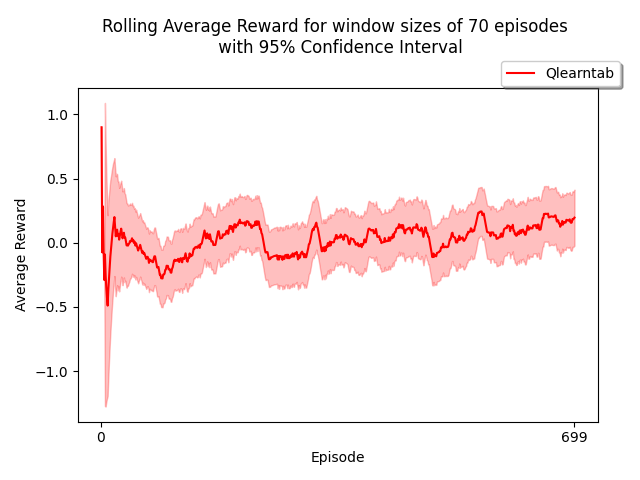 Rolling Average Reward for window sizes of 70 episodes
with 95% Confidence Interval
Qlearntab
1.0
0.5
0.0
−0.5
−1.0
Average Reward
0
699
Episode